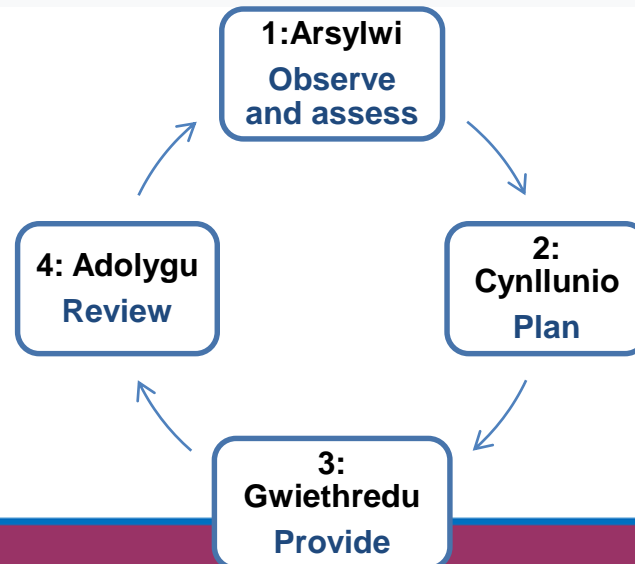 1:Arsylwi
Observe
and assess
2:
Cynllunio
Plan
3:
Gwiethredu
Provide
4: Adolygu
Review